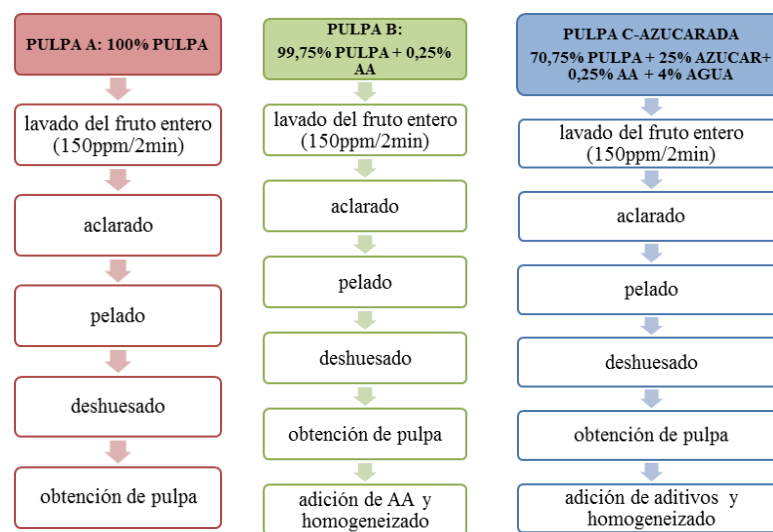 PULPA A: 100% PULPA
lavado del fruto entero
(150ppm/2min)
aclarado
pelado
deshuesado
obtención de pulpa
PULPA B:
99,75% PULPA + 0,25%
AA
lavado del fruto entero
(150ppm/2min)
aclarado
pelado
deshuesado
obtención de pulpa
adición de AA y
homogeneizado
PULPA C-AZUCARADA
70,75% PULPA + 25% AZUCAR+
0,25% AA + 4% AGUA
lavado del fruto entero
(150ppm/2min)
aclarado
pelado
deshuesado
obtención de pulpa
adición de aditivos y
homogeneizado